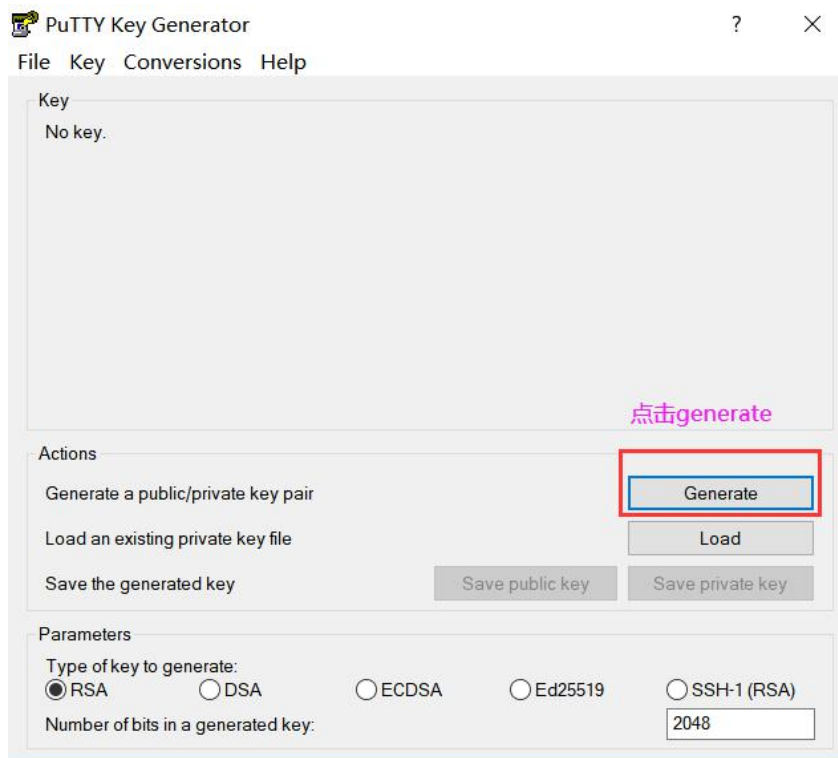 PuTTY Key Generator ?
File Key Conversions Help
Key
No key.
点击generate
Actions
Generate a public/private key pair Generate
Load an existing private key file Load
Save the generated key Save public key Save private key
Parameters
Type of key to generate:
RSA DSA ECDSA Ed25519 SSH-1 (RSA)
Number of bits in a generated key: 2048